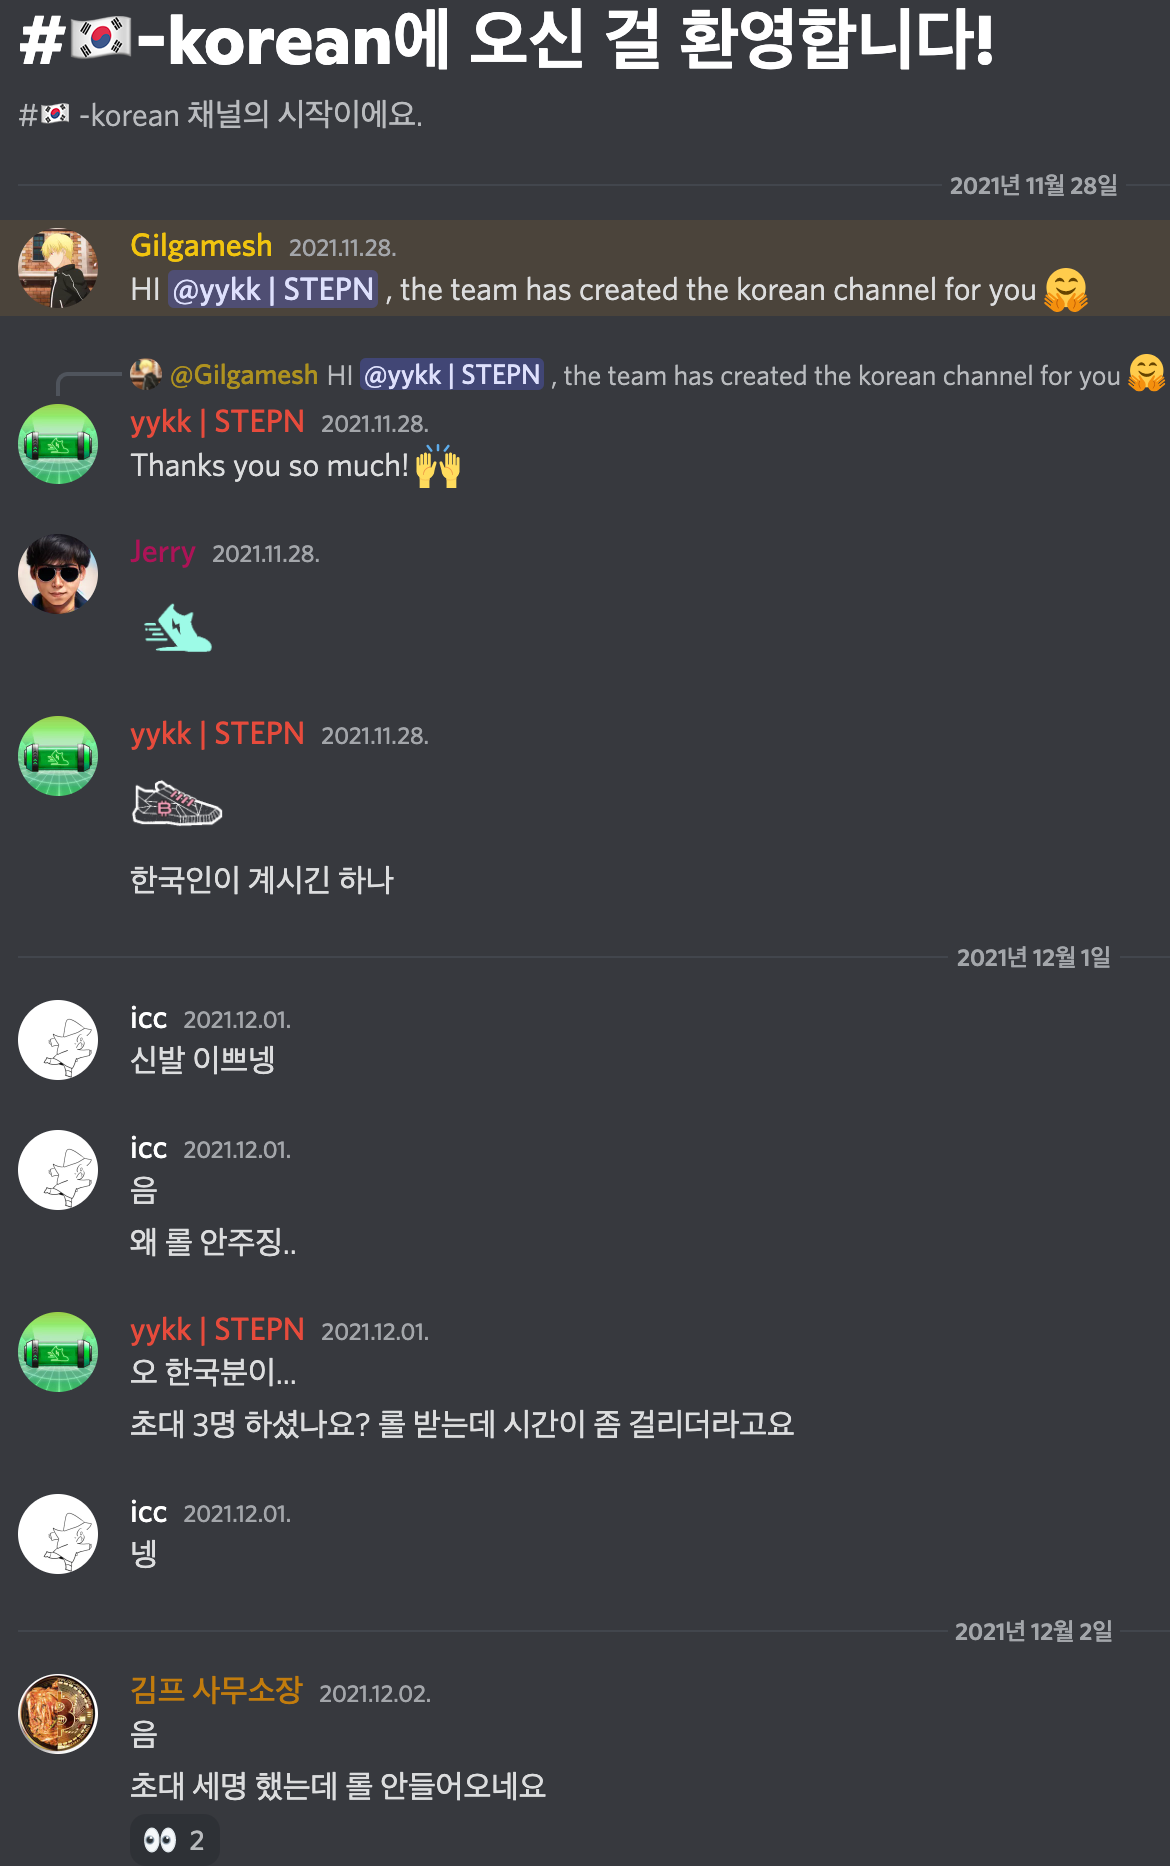 #🇰🇷-korean에 오신 걸 환영합니다!
#🇰🇷 -korean 채널의 시작이에요.
2021년 11월 28일
Gilgamesh 2021.11.28.
HI @yykk | STEPN , the team has created the korean channel for you 🤗
@Gilgamesh HI @yykk | STEPN , the team has created the korean channel for you 🤗
yykk | STEPN 2021.11.28.
Thanks you so much! 🙌
Jerry 2021.11.28.
yykk | STEPN 2021.11.28.
한국인이 계시긴 하나
2021년 12월 1일
icc 2021.12.01.
신발 이쁘넹
icc 2021.12.01.
음
왜 롤 안주징..
yykk | STEPN 2021.12.01.
오 한국분이...
초대 3명 하셨나요? 롤 받는데 시간이 좀 걸리더라고요
icc 2021.12.01.
넹
2021년 12월 2일
김프 사무소장 2021.12.02.
음
초대 세명 했는데 롤 안들어오네요
👀 2